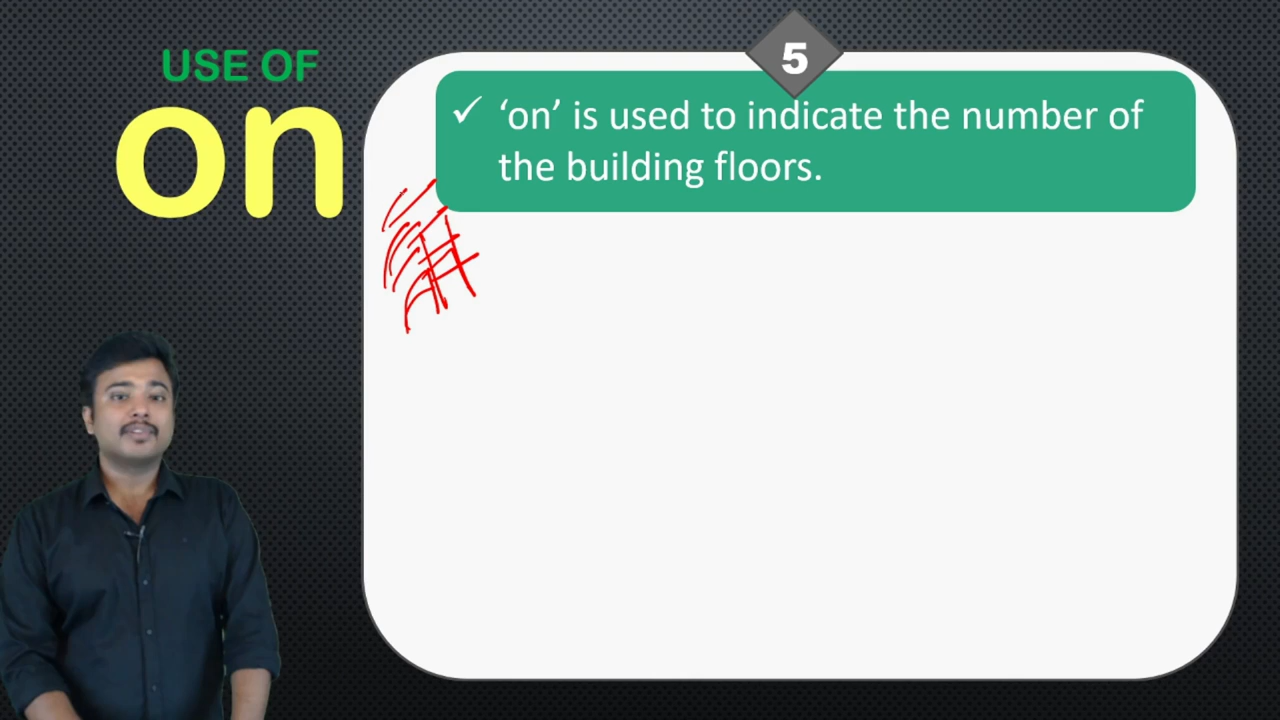 USE OF
on
5
✓ ‘on’ is used to indicate the number of
the building floors.